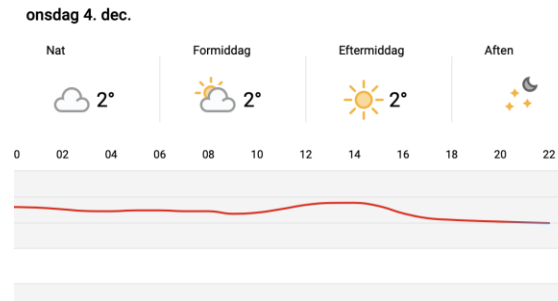 onsdag 4. dec.
Nat Formiddag Eftermiddag Aften
2° 2° 2°
0 02 04 06 08 10 12 14 16 18 20 22